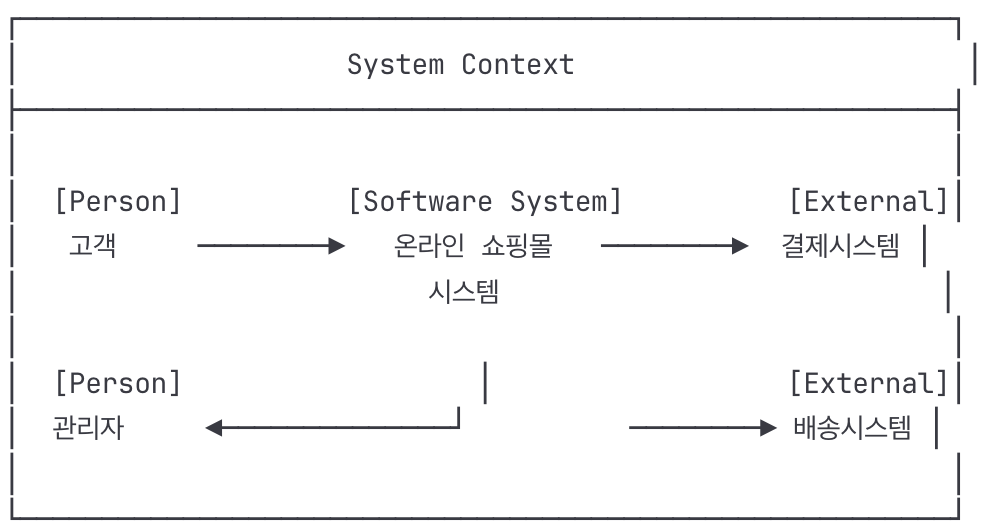 System Context
[Person] [Software System] [External]
고객 온라인 쇼핑몰 결제시스템
시스템
[Person] [External]
관리자 배송시스템